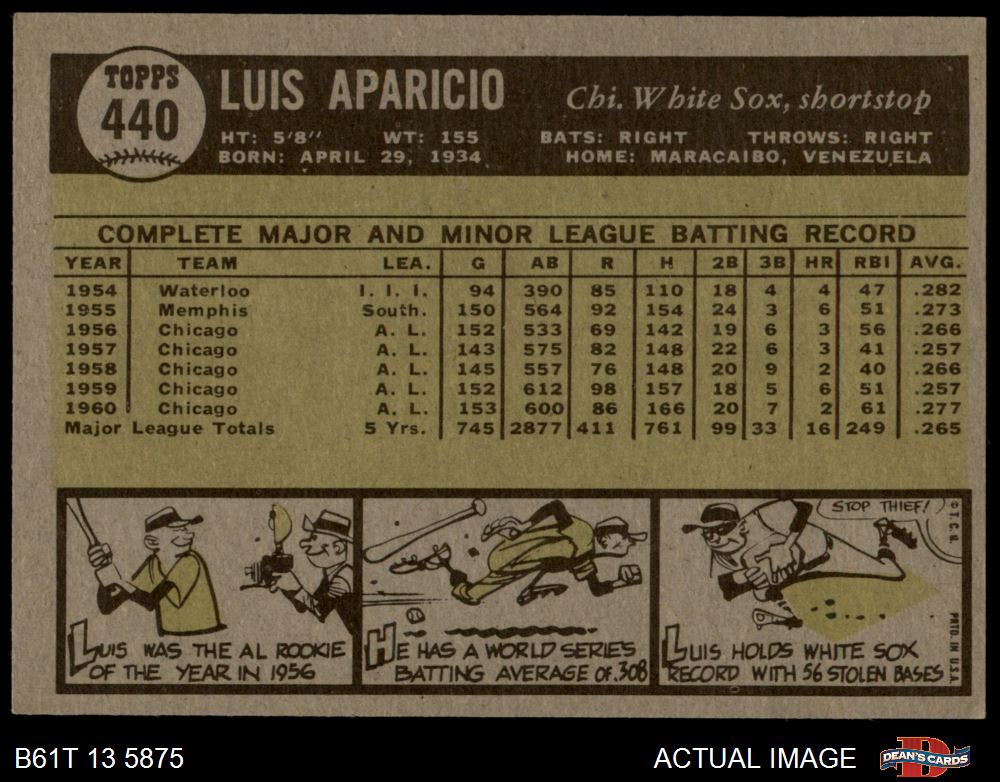 TOPPS
440
LUIS APARICIO
Chi. White Sox, shortstop
HT: 5'8" WT: 155 BATS: RIGHT THROWS: RIGHT
BORN: APRIL 29, 1934 HOME: MARACAIBO, VENEZUELA
COMPLETE MAJOR AND MINOR LEAGUE BATTING RECORD
YEAR TEAM LEA. G AB R H 2B 3B HR RBI AVG.
1954 Waterloo I. I. I. 94 390 85 110 18 4 4 47 .282
1955 Memphis South. 150 564 92 154 24 3 6 51 .273
1956 Chicago A. L. 152 533 69 142 19 6 3 56 .266
1957 Chicago A. L. 143 575 82 148 22 6 3 41 .257
1958 Chicago A. L. 145 557 76 148 20 9 2 40 .266
1959 Chicago A. L. 152 612 98 157 18 5 6 51 .257
1960 Chicago A. L. 153 600 86 166 20 7 2 61 .277
Major League Totals 5 Yrs. 745 2877 411 761 99 33 16 249 .265
LUIS WAS THE AL ROOKIE
OF THE YEAR IN 1956
HE HAS A WORLD SERIES
BATTING AVERAGE OF .308
STOP THIEF!
LUIS HOLDS WHITE SOX
RECORD WITH 56 STOLEN BASES
© T. C. G.
PRTD. IN U.S.A.
B61T 13 5875
ACTUAL IMAGE
DEAN'S CARDS